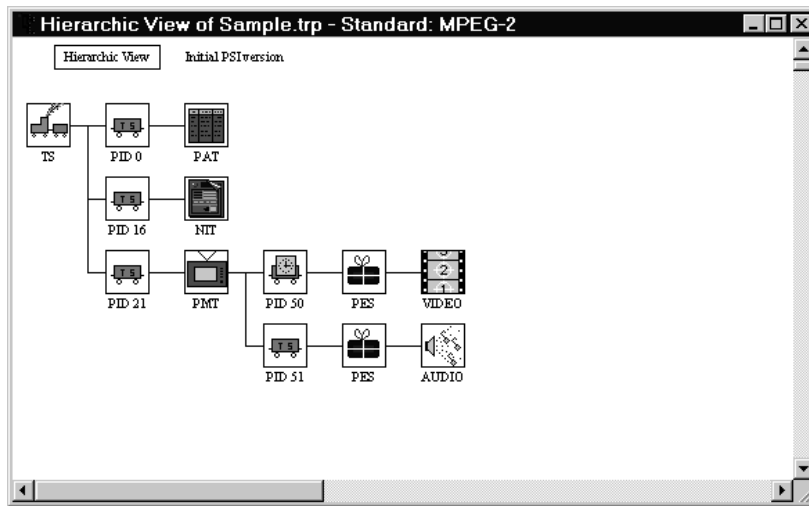 Hierarchic View of Sample.trp - Standard: MPEG-2
Hierarchic View Initial PSI version
TS PID 0 PAT
PID 16 NIT
PID 21 PMT PID 50 PES VIDEO
PID 51 PES AUDIO